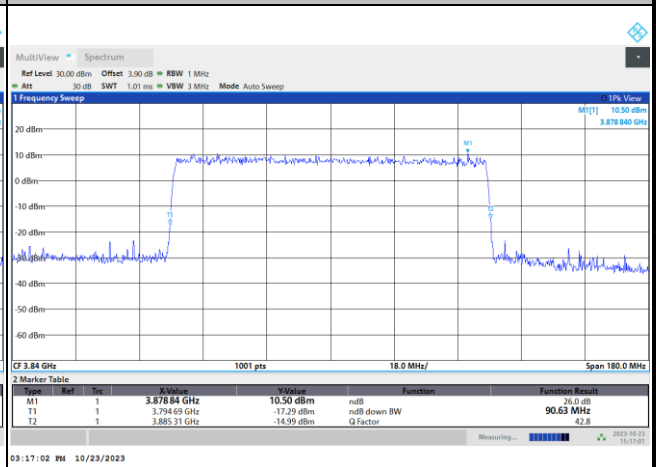 MultiView Spectrum
Ref Level 30.00 dBm Offset 3.90 dB RBW 1 MHz
Att 30 dB SWT 1.01 ms VBW 3 MHz Mode Auto Sweep
1 Frequency Sweep 1Pk View
M1[1] 10.50 dBm
3.878 840 GHz
20 dBm
M1
10 dBm
0 dBm
-10 dBm
T1 T2
-20 dBm
-30 dBm
-40 dBm
-50 dBm
-60 dBm
CF 3.84 GHz 1001 pts 18.0 MHz/ Span 180.0 MHz
2 Marker Table
Type Ref Trc X-Value Y-Value Function Function Result
M1 1 3.878 84 GHz 10.50 dBm ndB 26.0 dB
T1 1 3.794 69 GHz -17.29 dBm ndB down BW 90.63 MHz
T2 1 3.885 31 GHz -14.99 dBm Q Factor 42.8
Measuring... 2023-10-23
15:17:01
03:17:02 PM 10/23/2023